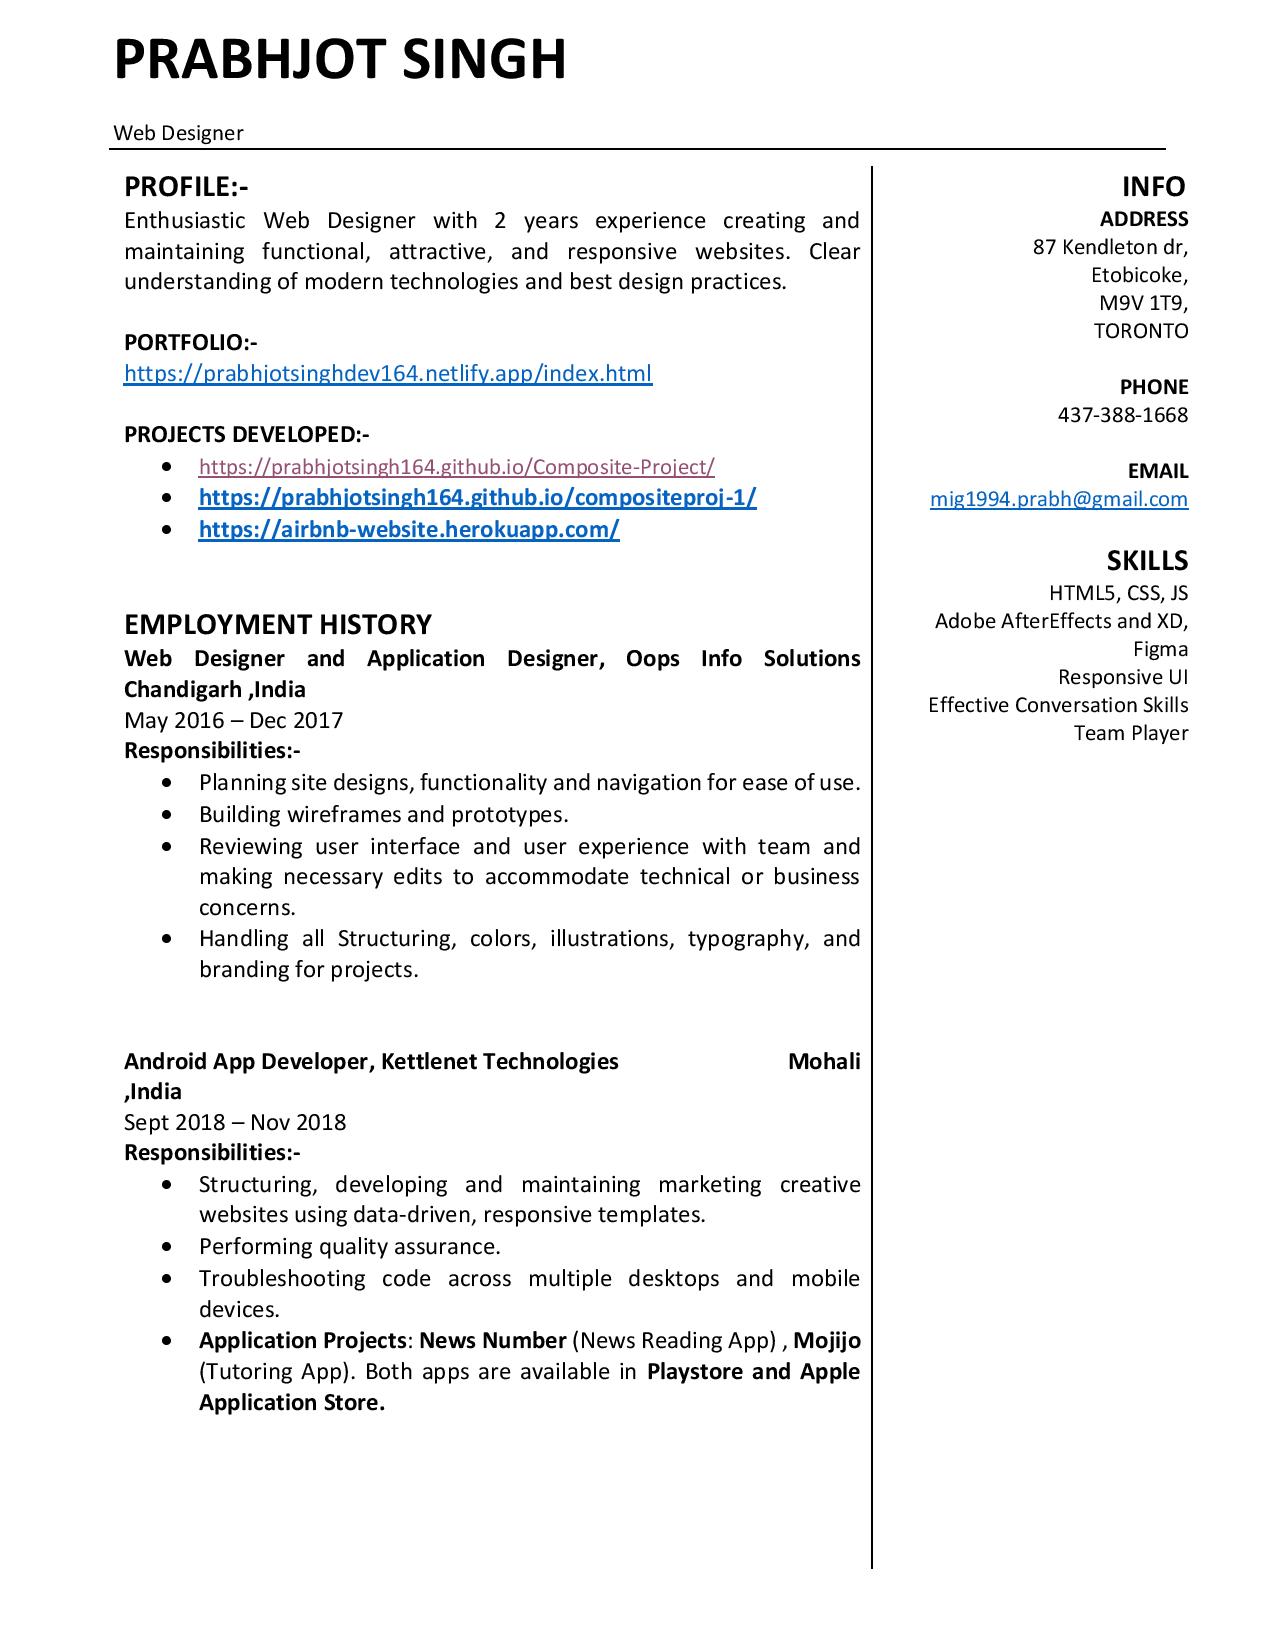 PRABHJOT SINGH
Web Designer
PROFILE:-
Enthusiastic Web Designer with 2 years experience creating and
maintaining functional, attractive, and responsive websites. Clear
understanding of modern technologies and best design practices.
PORTFOLIO:-
https://prabhjotsinghdev164.netlify.app/index.html
PROJECTS DEVELOPED:-
• https://prabhjotsingh164.github.io/Composite-Project/
• https://prabhjotsingh164.github.io/compositeproj-1/
• https://airbnb-website.herokuapp.com/
EMPLOYMENT HISTORY
Web Designer and Application Designer, Oops Info Solutions
Chandigarh ,India
May 2016 – Dec 2017
Responsibilities:-
• Planning site designs, functionality and navigation for ease of use.
• Building wireframes and prototypes.
• Reviewing user interface and user experience with team and
making necessary edits to accommodate technical or business
concerns.
• Handling all Structuring, colors, illustrations, typography, and
branding for projects.
Android App Developer, Kettlenet Technologies Mohali
,India
Sept 2018 – Nov 2018
Responsibilities:-
• Structuring, developing and maintaining marketing creative
websites using data-driven, responsive templates.
• Performing quality assurance.
• Troubleshooting code across multiple desktops and mobile
devices.
• Application Projects: News Number (News Reading App) , Mojijo
(Tutoring App). Both apps are available in Playstore and Apple
Application Store.
INFO
ADDRESS
87 Kendleton dr,
Etobicoke,
M9V 1T9,
TORONTO
PHONE
437-388-1668
EMAIL
mig1994.prabh@gmail.com
SKILLS
HTML5, CSS, JS
Adobe AfterEffects and XD,
Figma
Responsive UI
Effective Conversation Skills
Team Player